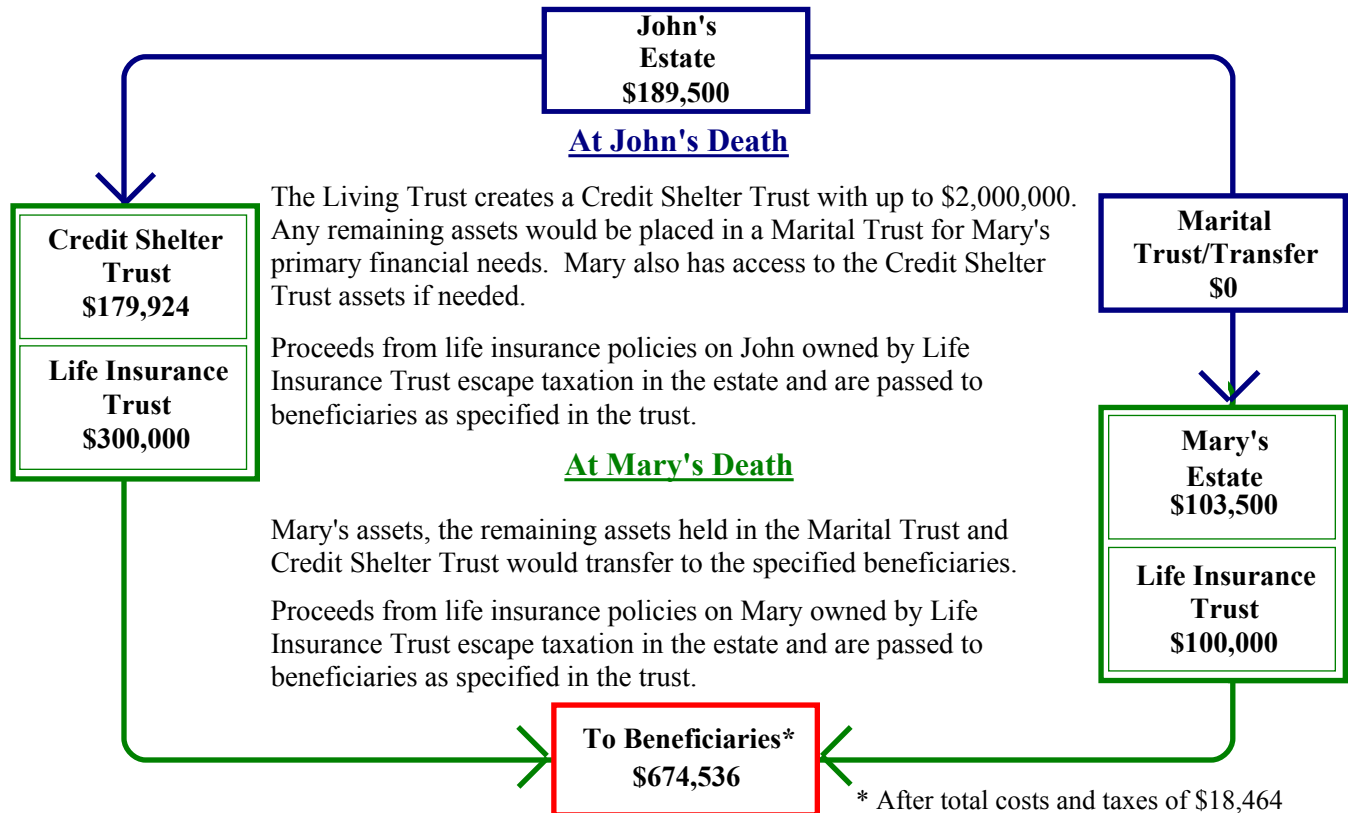 John's
Estate
$189,500
At John's Death
The Living Trust creates a Credit Shelter Trust with up to $2,000,000.
Any remaining assets would be placed in a Marital Trust for Mary's
primary financial needs.  Mary also has access to the Credit Shelter
Trust assets if needed.
Credit Shelter
Trust
$179,924
Marital
Trust/Transfer
$0
Life Insurance
Trust
$300,000
Proceeds from life insurance policies on John owned by Life
Insurance Trust escape taxation in the estate and are passed to
beneficiaries as specified in the trust.
At Mary's Death
Mary's
Estate
$103,500
Mary's assets, the remaining assets held in the Marital Trust and
Credit Shelter Trust would transfer to the specified beneficiaries.
Life Insurance
Trust
$100,000
Proceeds from life insurance policies on Mary owned by Life
Insurance Trust escape taxation in the estate and are passed to
beneficiaries as specified in the trust.
To Beneficiaries*
$674,536
* After total costs and taxes of $18,464